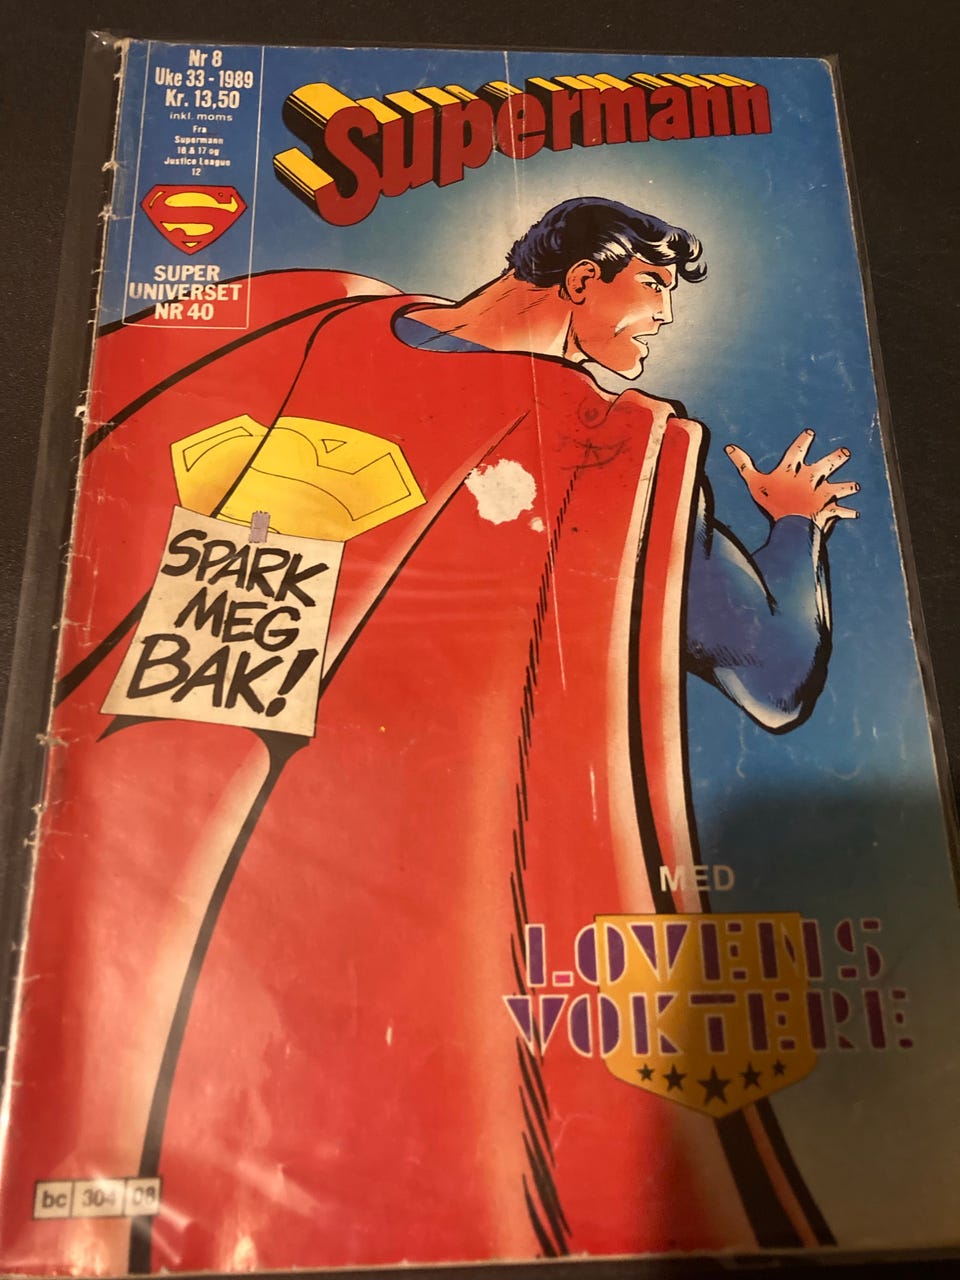 Nr 8
Uke 33 - 1989
Kr. 13,50
inkl. moms
Fra
Supermann
16 & 17 og
Justice League
12
S
SUPER
UNIVERSET
NR 40
Supermann
SPARK
MEG
BAK!
MED
LOVENS
VOKTERE
bc 304 08